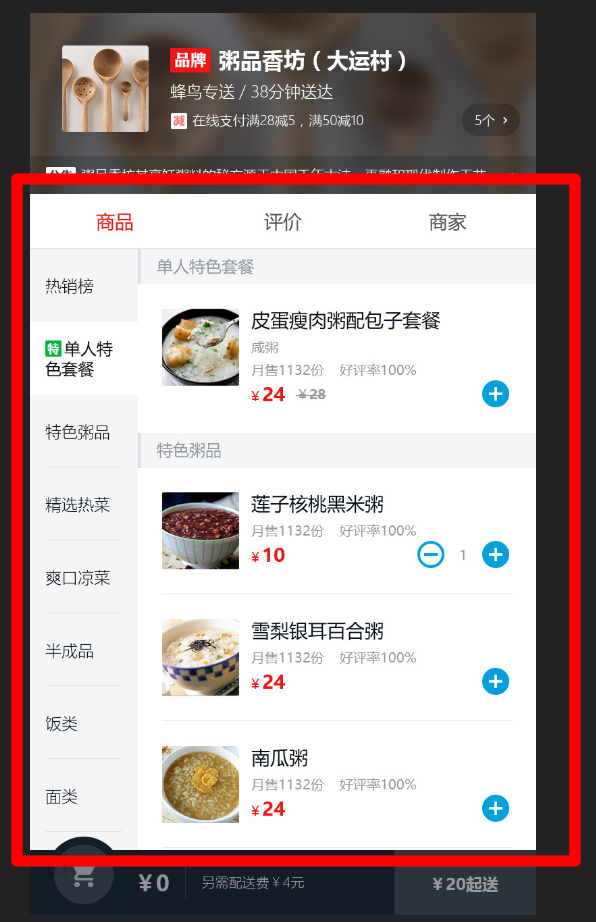 品牌 粥品香坊（大运村）
蜂鸟专送 / 38分钟送达
减 在线支付满28减5，满50减10
5个 >
商品 评价 商家
热销榜
特 单人特
色套餐
特色粥品
精选热菜
爽口凉菜
半成品
饭类
面类
单人特色套餐
皮蛋瘦肉粥配包子套餐
咸粥
月售1132份 好评率100%
￥24 ￥28
特色粥品
莲子核桃黑米粥
月售1132份 好评率100%
￥10
1
雪梨银耳百合粥
月售1132份 好评率100%
￥24
南瓜粥
月售1132份 好评率100%
￥24
￥0 另需配送费￥4元 ￥20起送